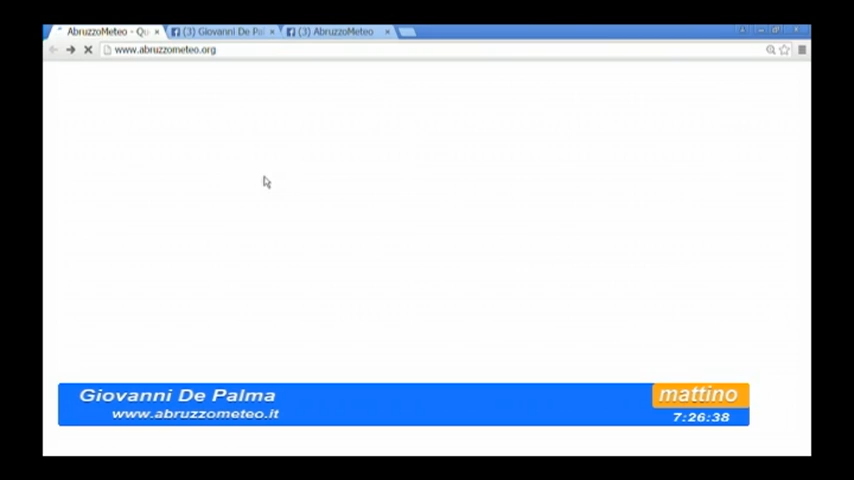 AbruzzoMeteo - Qu
(3) Giovanni De Pal
(3) AbruzzoMeteo
www.abruzzometeo.org
Giovanni De Palma
www.abruzzometeo.it
mattino
7:26:38